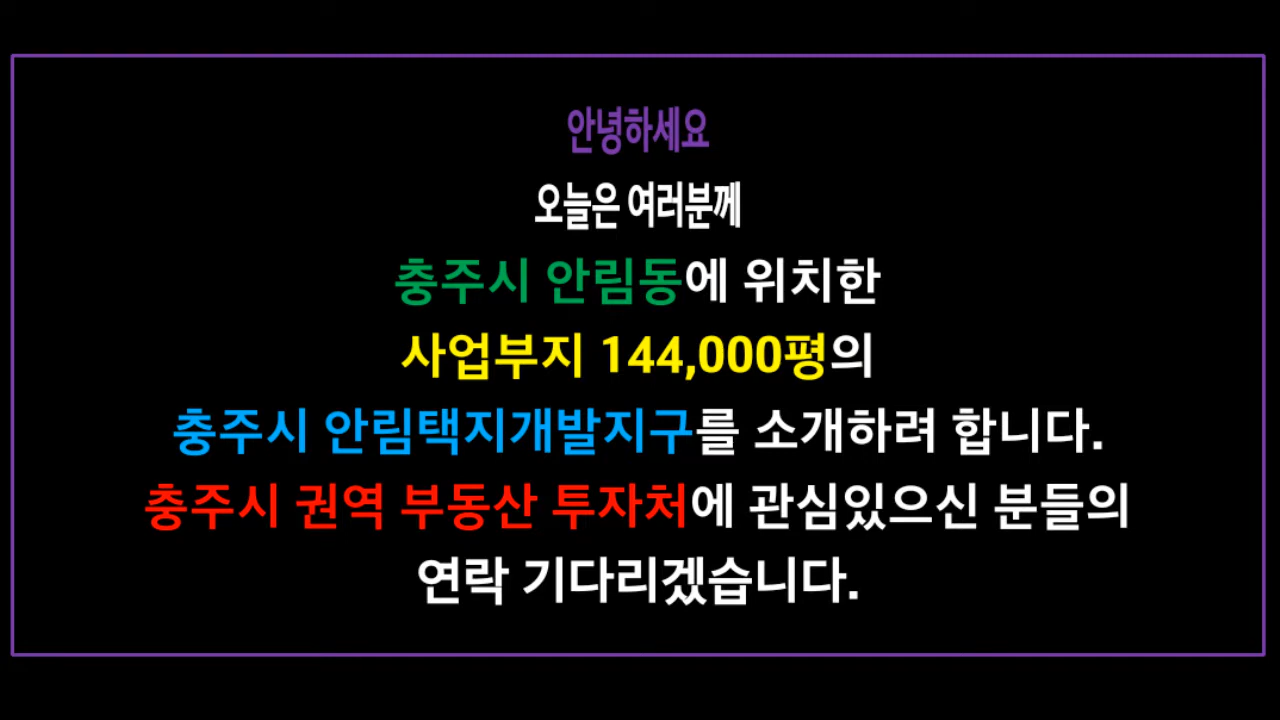 안녕하세요
오늘은 여러분께
충주시 안림동에 위치한
사업부지 144,000평의
충주시 안림택지개발지구를 소개하려 합니다.
충주시 권역 부동산 투자처에 관심있으신 분들의
연락 기다리겠습니다.